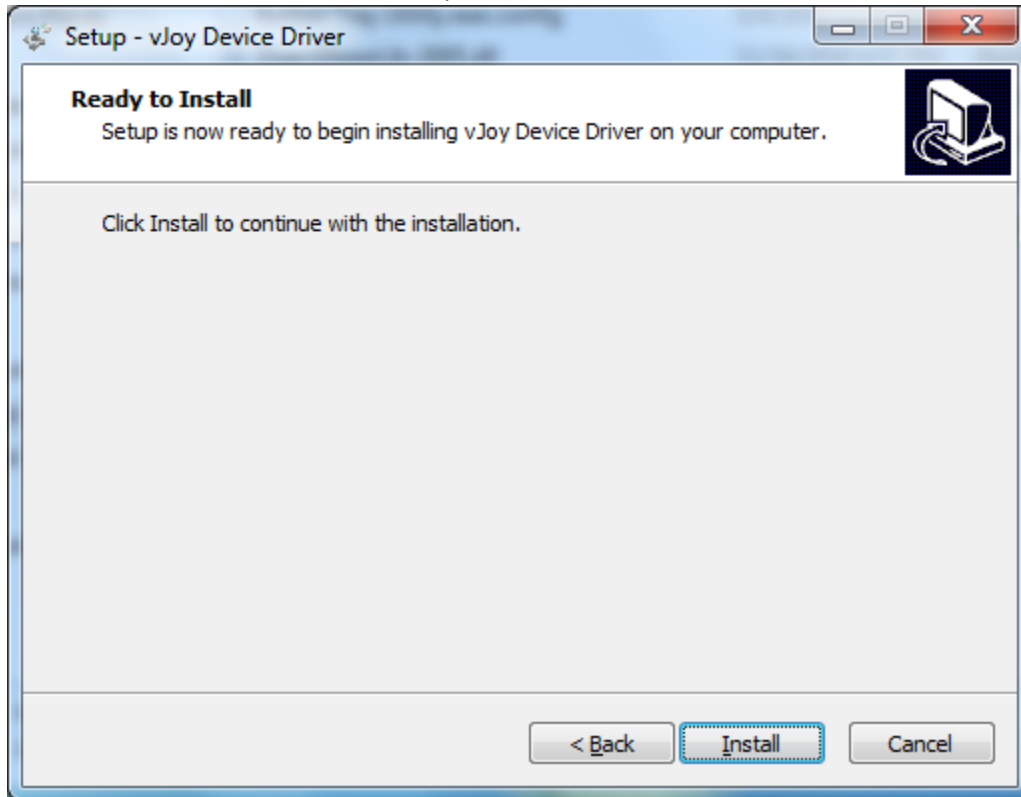 Setup - vJoy Device Driver
Ready to Install
Setup is now ready to begin installing vJoy Device Driver on your computer.
Click Install to continue with the installation.
< Back
Install
Cancel